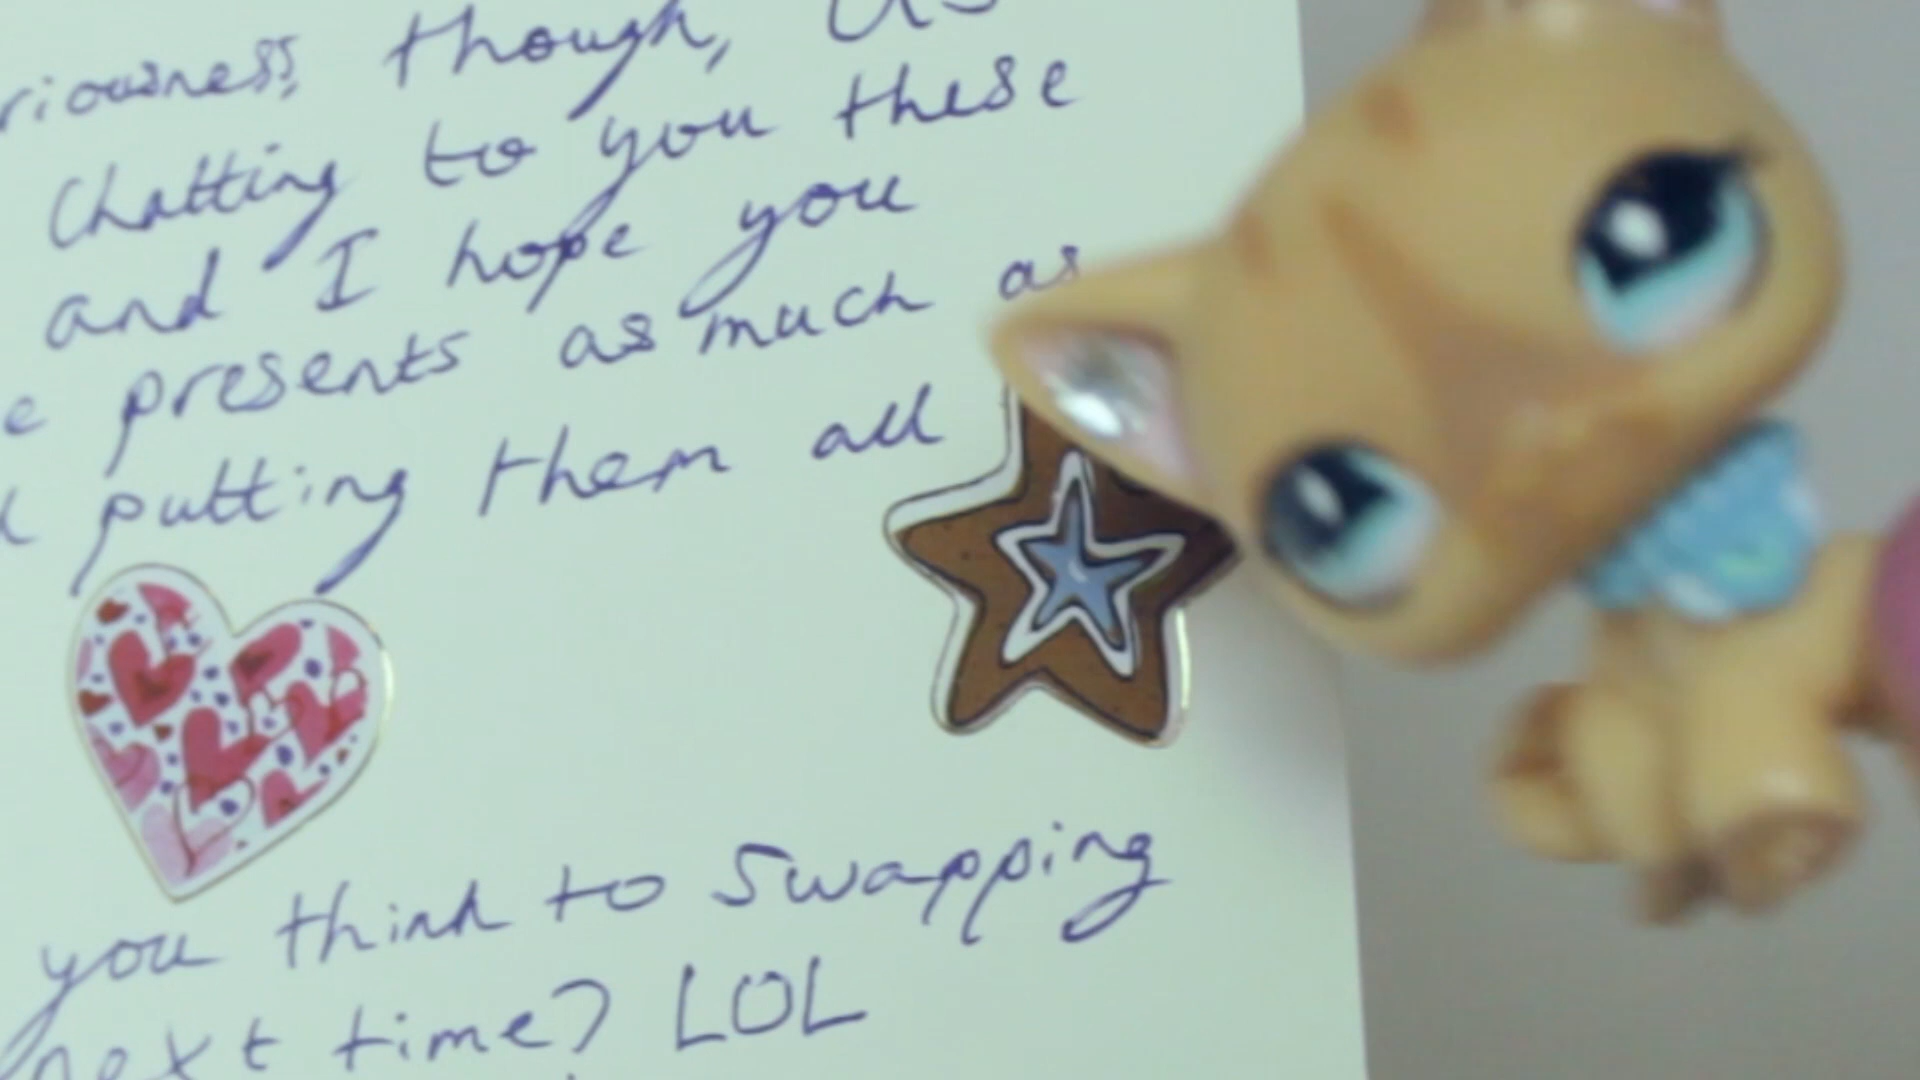 though,
chatting to you these
and I hope you
presents as much as
putting them all
you think to swapping
next time? LOL